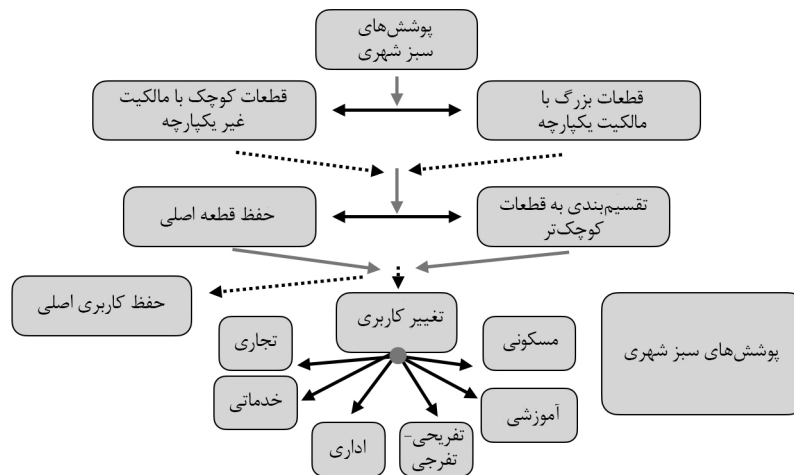 پوشش‌های
سبز شهری
قطعات بزرگ با
مالکیت یکپارچه
قطعات کوچک با مالکیت
غیر یکپارچه
تقسیم‌بندی به قطعات
کوچک‌تر
حفظ قطعه اصلی
حفظ کاربری اصلی
تغییر کاربری
پوشش‌های سبز شهری
مسکونی
آموزشی
تفریحی-
تفرجی
اداری
خدماتی
تجاری